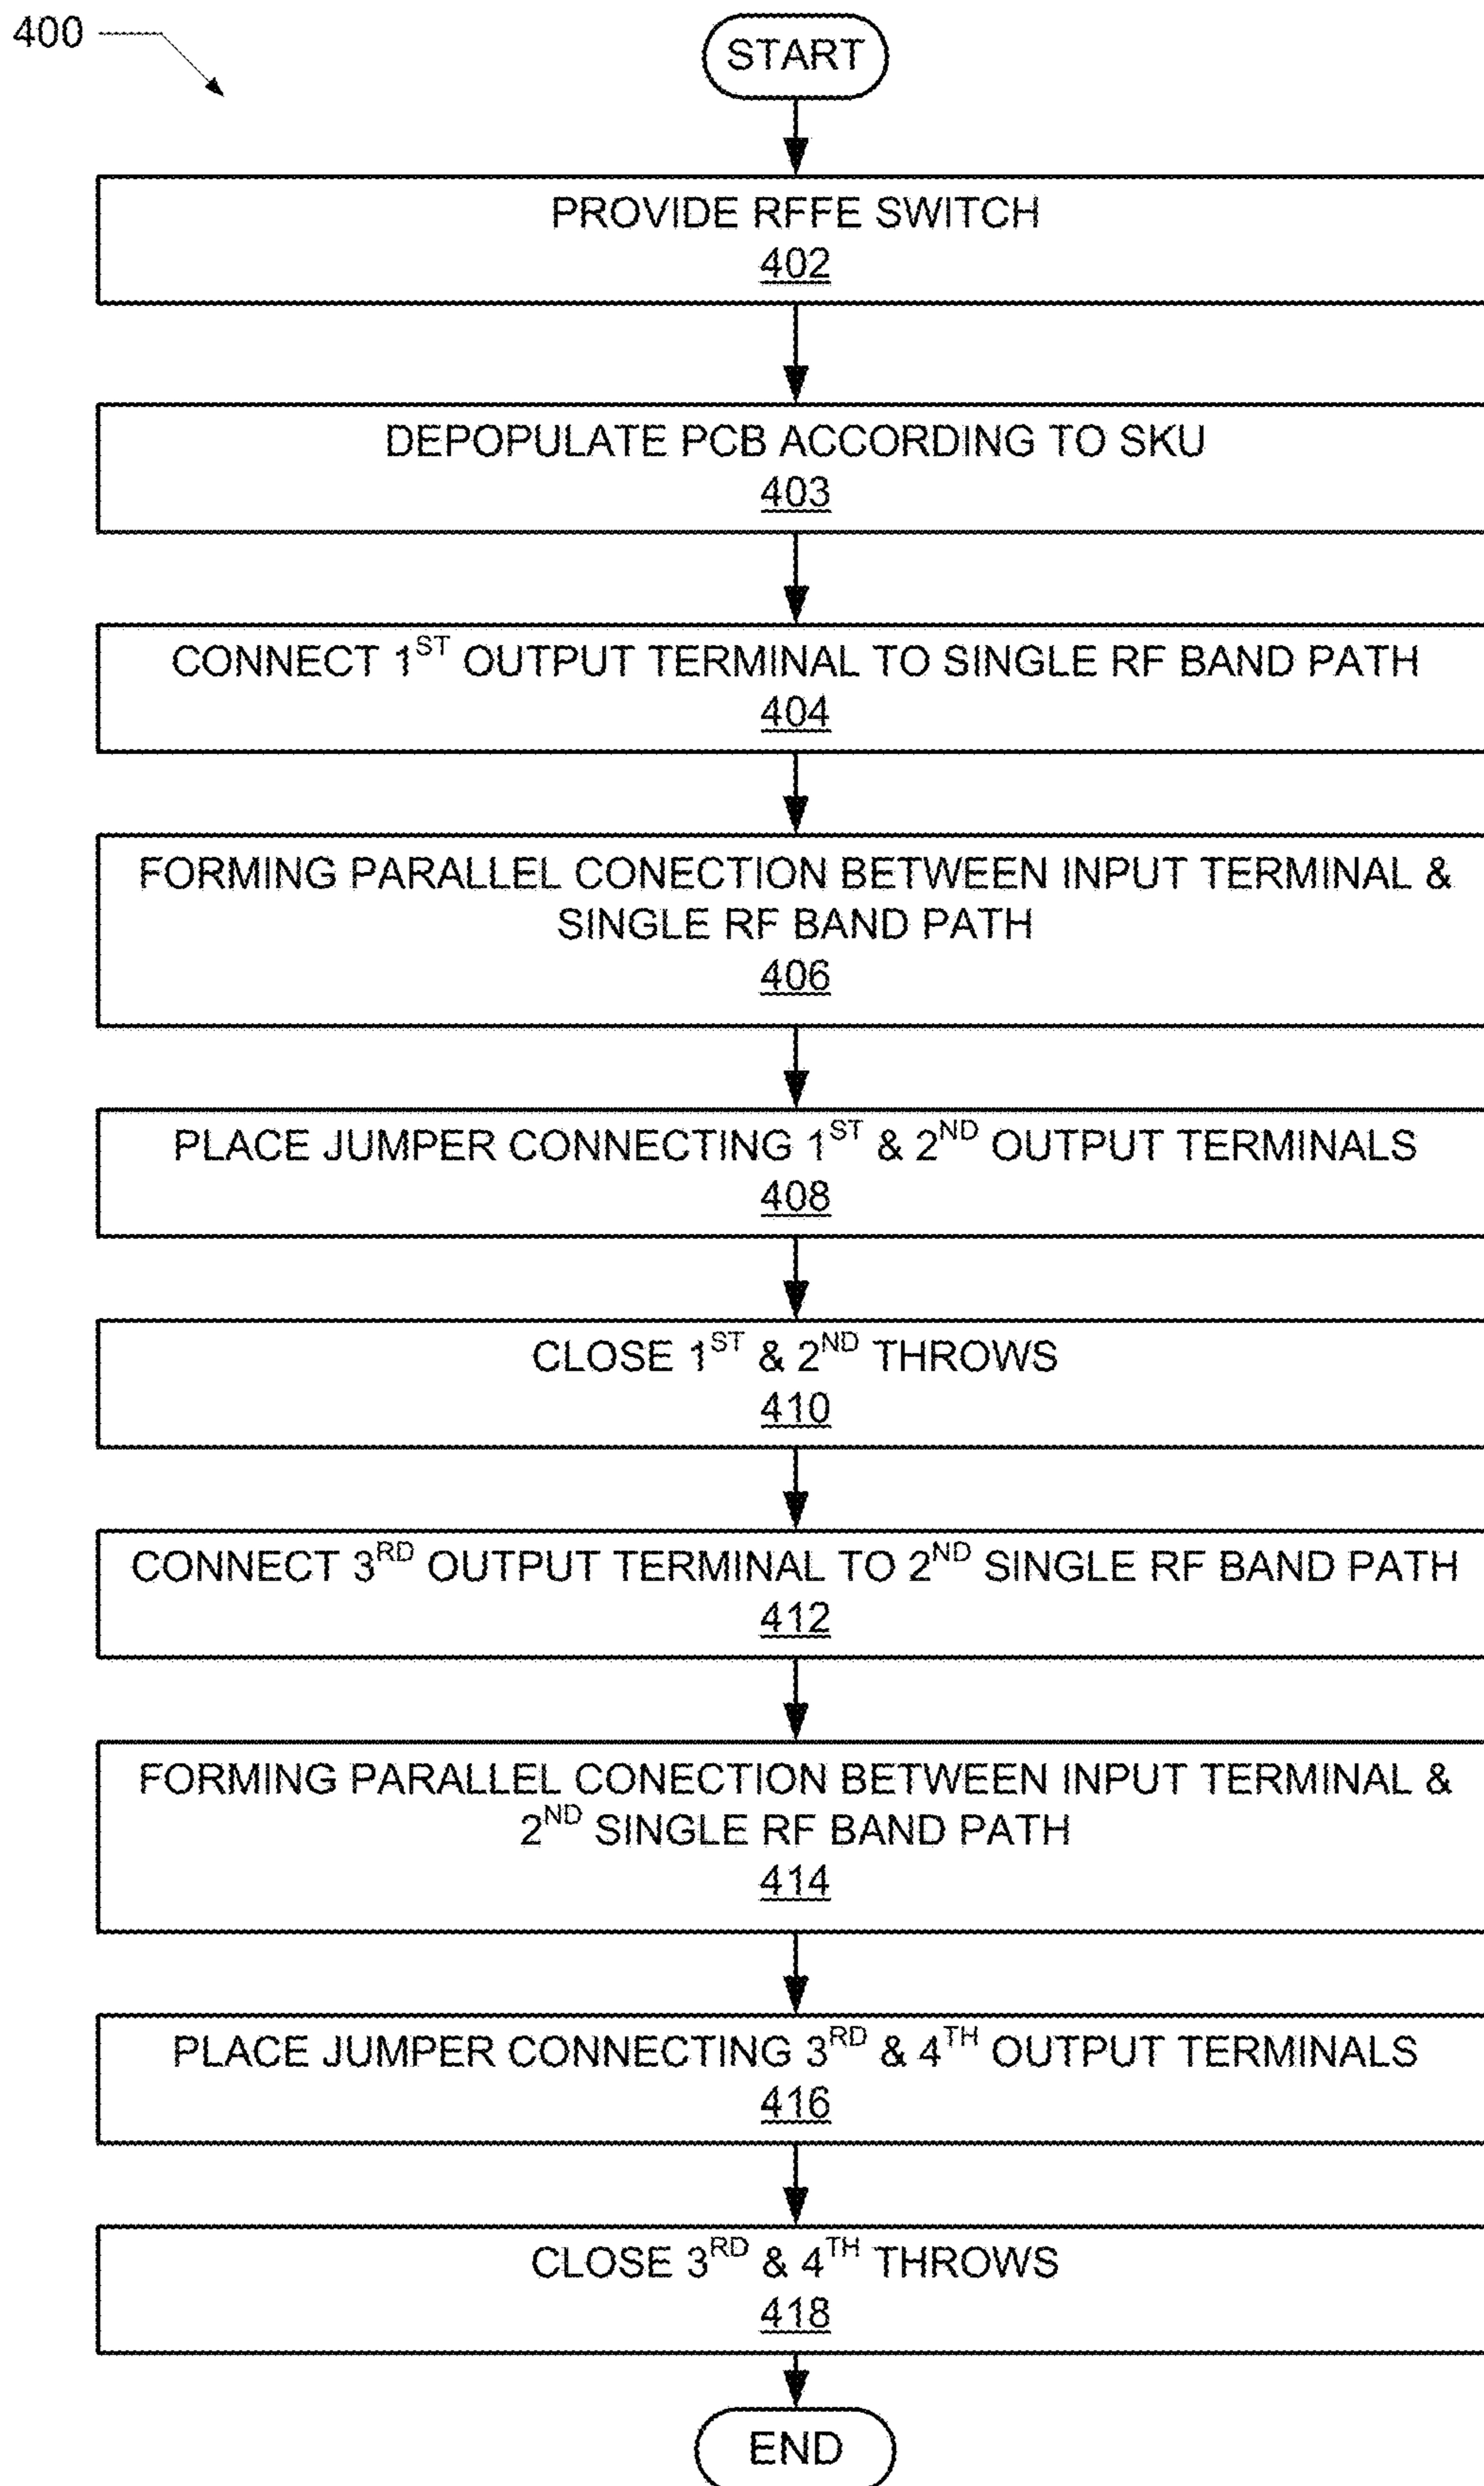 400
START
PROVIDE RFFE SWITCH
402
DEPOPULATE PCB ACCORDING TO SKU
403
CONNECT 1ST OUTPUT TERMINAL TO SINGLE RF BAND PATH
404
FORMING PARALLEL CONECTION BETWEEN INPUT TERMINAL &
SINGLE RF BAND PATH
406
PLACE JUMPER CONNECTING 1ST & 2ND OUTPUT TERMINALS
408
CLOSE 1ST & 2ND THROWS
410
CONNECT 3RD OUTPUT TERMINAL TO 2ND SINGLE RF BAND PATH
412
FORMING PARALLEL CONECTION BETWEEN INPUT TERMINAL &
2ND SINGLE RF BAND PATH
414
PLACE JUMPER CONNECTING 3RD & 4TH OUTPUT TERMINALS
416
CLOSE 3RD & 4TH THROWS
418
END